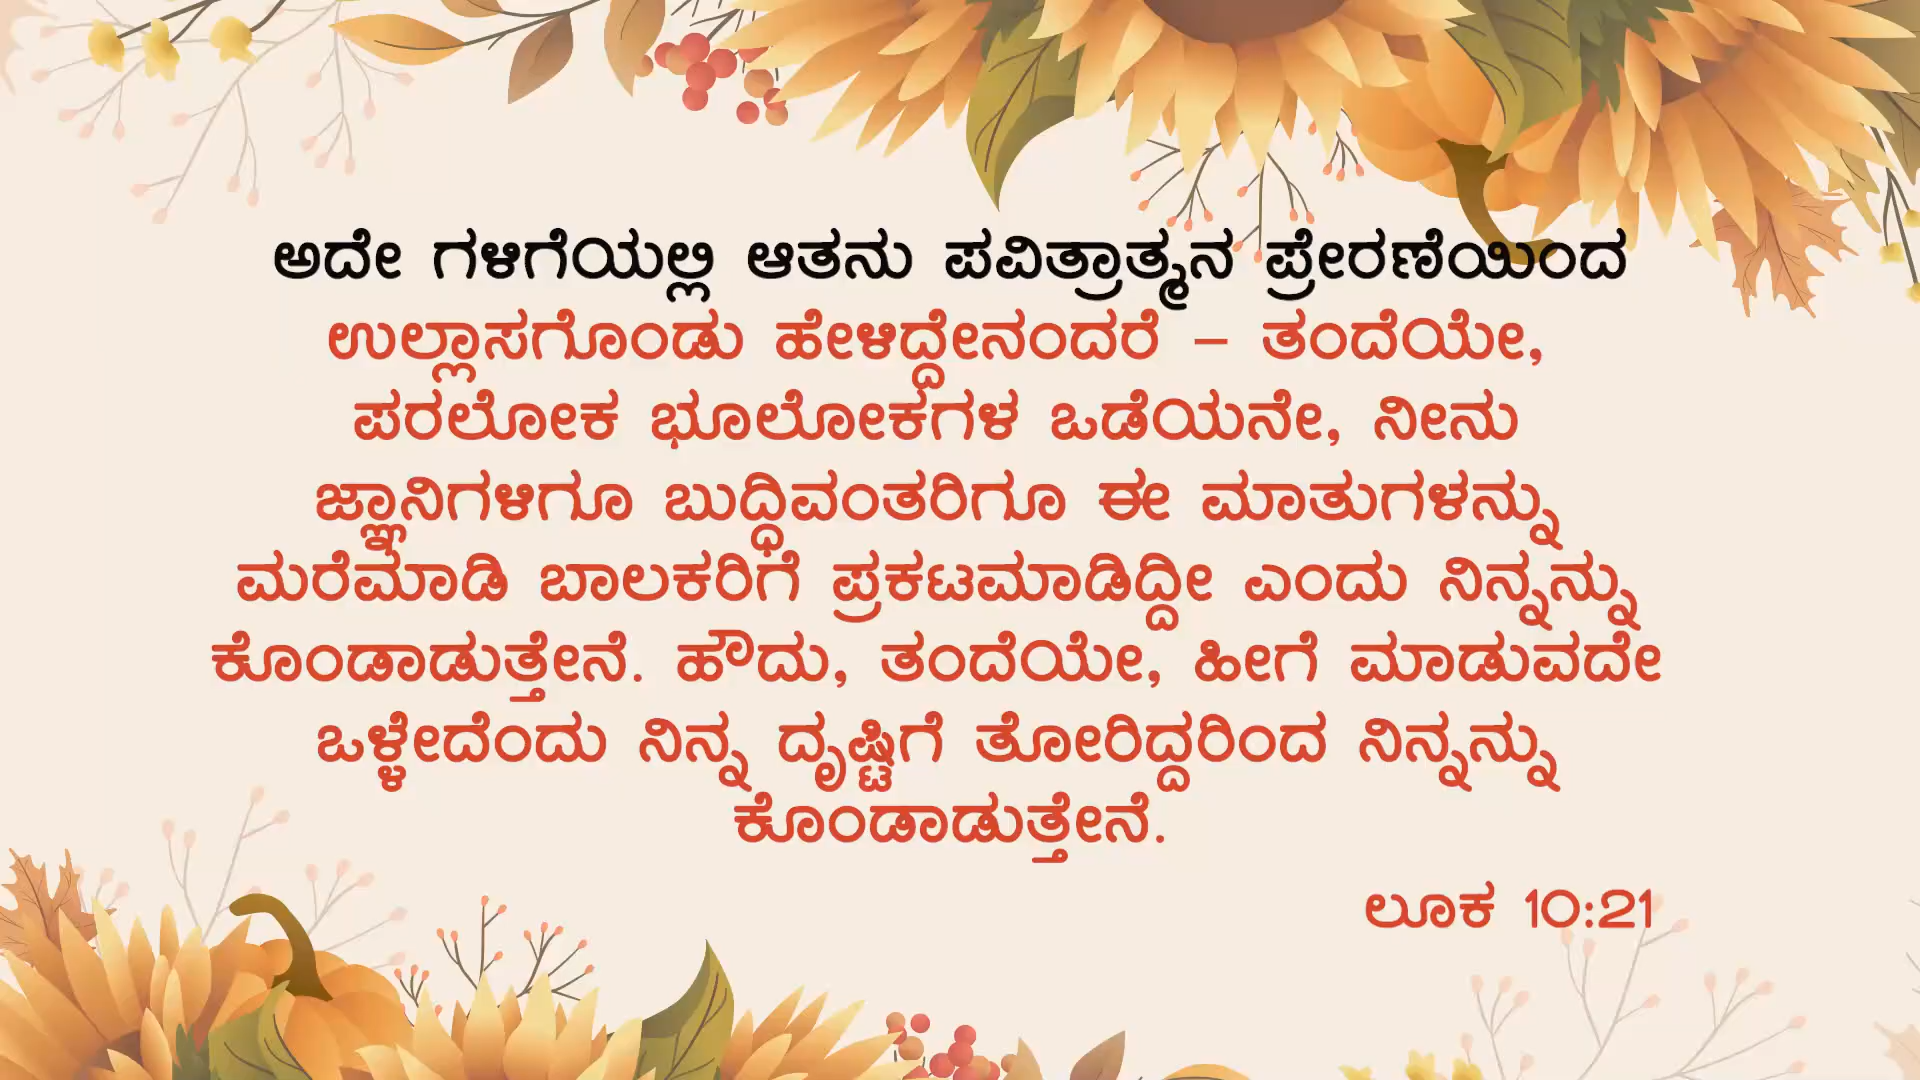 ಅದೇ ಗಳಿಗೆಯಲ್ಲಿ ಆತನು ಪವಿತ್ರಾತ್ಮನ ಪ್ರೇರಣೆಯಿಂದ
ಉಲ್ಲಾಸಗೊಂಡು ಹೇಳಿದ್ದೇನಂದರೆ – ತಂದೆಯೇ,
ಪರಲೋಕ ಭೂಲೋಕಗಳ ಒಡೆಯನೇ, ನೀನು
ಜ್ಞಾನಿಗಳಿಗೂ ಬುದ್ಧಿವಂತರಿಗೂ ಈ ಮಾತುಗಳನ್ನು
ಮರೆಮಾಡಿ ಬಾಲಕರಿಗೆ ಪ್ರಕಟಮಾಡಿದ್ದೀ ಎಂದು ನಿನ್ನನ್ನು
ಕೊಂಡಾಡುತ್ತೇನೆ. ಹೌದು, ತಂದೆಯೇ, ಹೀಗೆ ಮಾಡುವದೇ
ಒಳ್ಳೇದೆಂದು ನಿನ್ನ ದೃಷ್ಟಿಗೆ ತೋರಿದ್ದರಿಂದ ನಿನ್ನನ್ನು
ಕೊಂಡಾಡುತ್ತೇನೆ.
ಲೂಕ 10:21